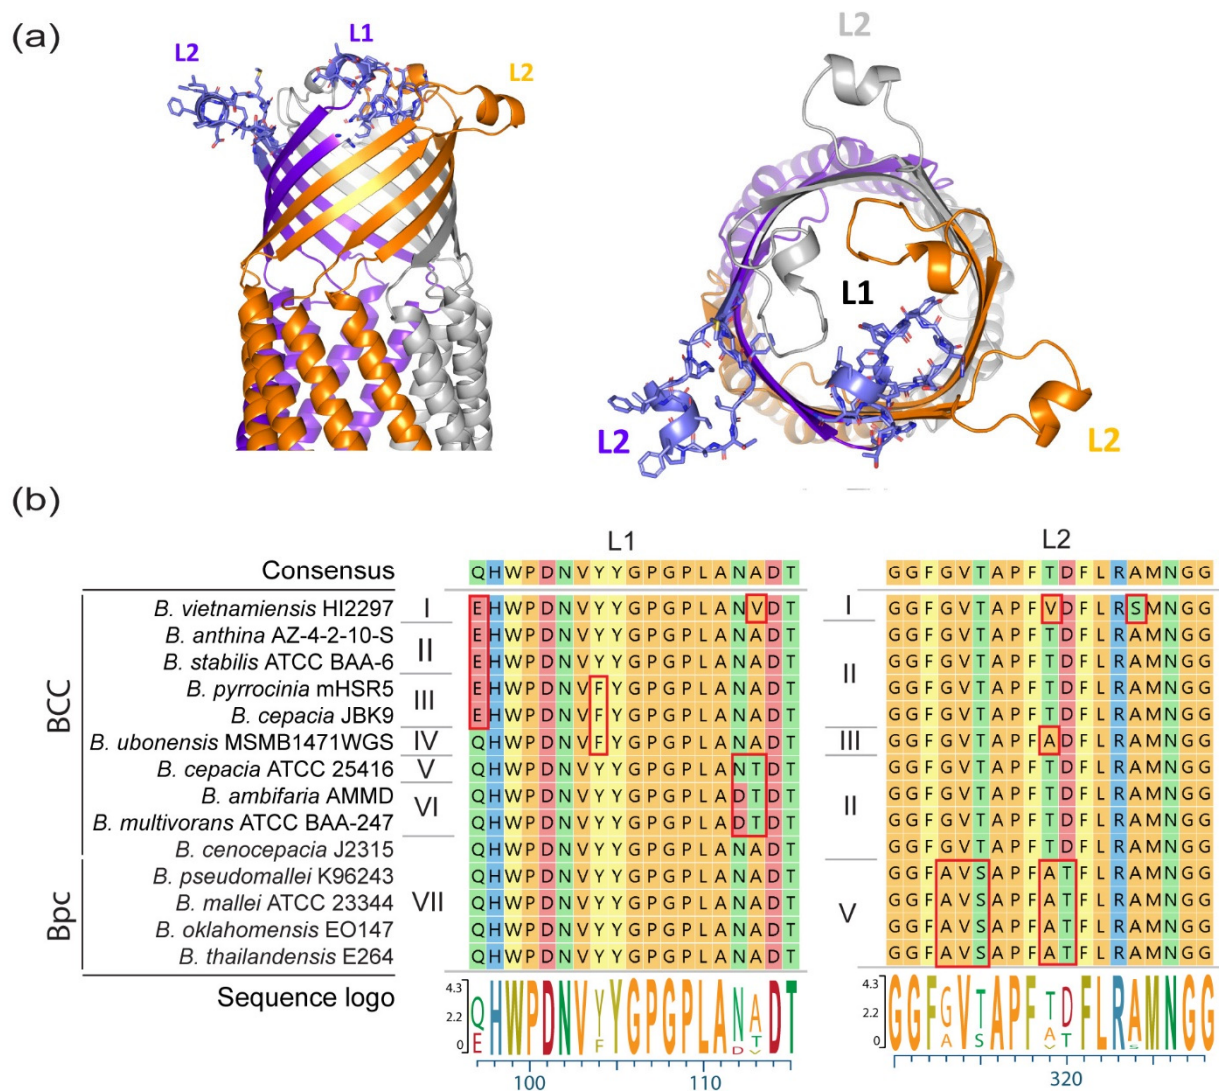 (a)
L2
L1
L2
L2
L1
L2
L2
(b)
L1
L2
Consensus
QHWPDNVYYGPGPLANADT
GGFGVTAPFTDFLRAMNGG
BCC
B. vietnamiensis HI2297
I
EHWPDNVYYGPGPLANVDT
I
GGFGVTAPFVDFLRSMNGG
B. anthina AZ-4-2-10-S
II
EHWPDNVYYGPGPLANADT
II
GGFGVTAPFTDFLRAMNGG
B. stabilis ATCC BAA-6
EHWPDNVYYGPGPLANADT
GGFGVTAPFTDFLRAMNGG
B. pyrrocinia mHSR5
III
EHWPDNVFYGPGPLANADT
GGFGVTAPFTDFLRAMNGG
B. cepacia JBK9
EHWPDNVFYGPGPLANADT
GGFGVTAPFTDFLRAMNGG
B. ubonensis MSMB1471WGS
IV
QHWPDNVFYGPGPLANADT
III
GGFGVTAPFADFLRAMNGG
B. cepacia ATCC 25416
V
QHWPDNVYYGPGPLANTDT
II
GGFGVTAPFTDFLRAMNGG
B. ambifaria AMMD
VI
QHWPDNVYYGPGPLADTDT
GGFGVTAPFTDFLRAMNGG
B. multivorans ATCC BAA-247
QHWPDNVYYGPGPLADTDT
GGFGVTAPFTDFLRAMNGG
B. cenocepacia J2315
QHWPDNVYYGPGPLANADT
GGFGVTAPFTDFLRAMNGG
Bpc
B. pseudomallei K96243
VII
QHWPDNVYYGPGPLANADT
V
GGFAVSAPFATFLRAMNGG
B. mallei ATCC 23344
QHWPDNVYYGPGPLANADT
GGFAVSAPFATFLRAMNGG
B. oklahomensis EO147
QHWPDNVYYGPGPLANADT
GGFAVSAPFATFLRAMNGG
B. thailandensis E264
QHWPDNVYYGPGPLANADT
GGFAVSAPFATFLRAMNGG
Sequence logo
4.3
2.2
0
QHWPDNVYYGPGPLANADT
E F D T V
100 110
4.3
2.2
0
GGFGVTAPFTDFLRAMNGG
A S A T S
V
320